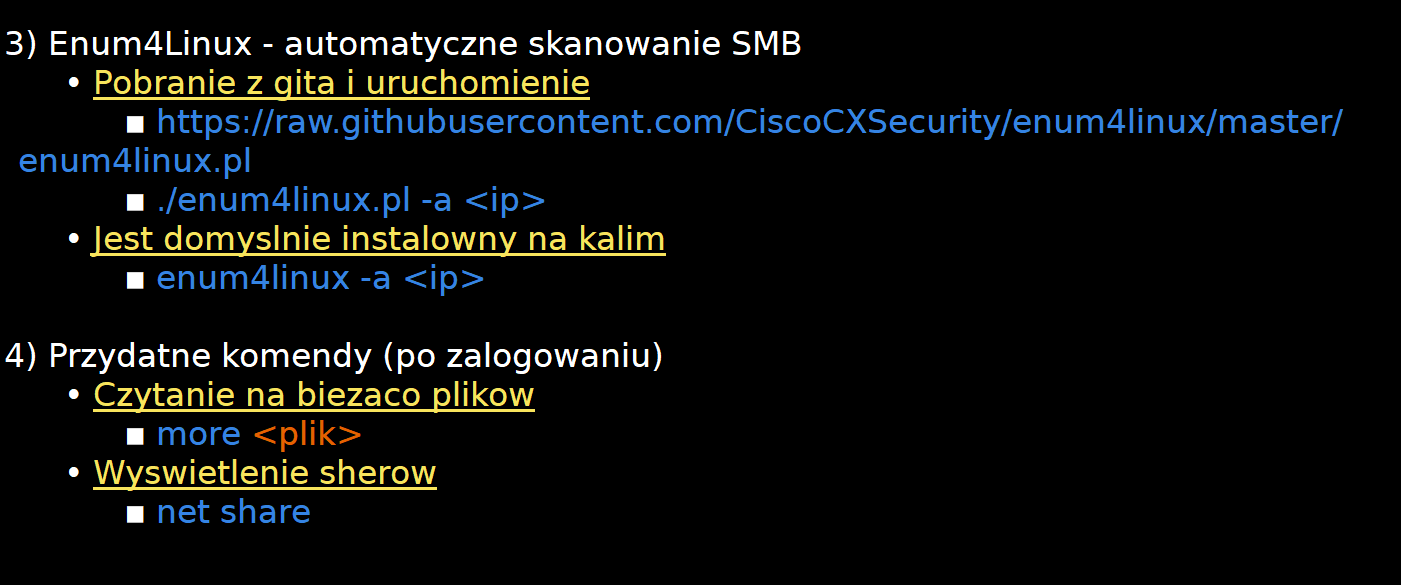 3) Enum4Linux - automatyczne skanowanie SMB
• Pobranie z gita i uruchomienie
■ https://raw.githubusercontent.com/CiscoCXSecurity/enum4linux/master/
enum4linux.pl
■ ./enum4linux.pl -a <ip>
• Jest domyslnie instalowny na kalim
■ enum4linux -a <ip>
4) Przydatne komendy (po zalogowaniu)
• Czytanie na biezaco plikow
■ more <plik>
• Wyswietlenie sherow
■ net share